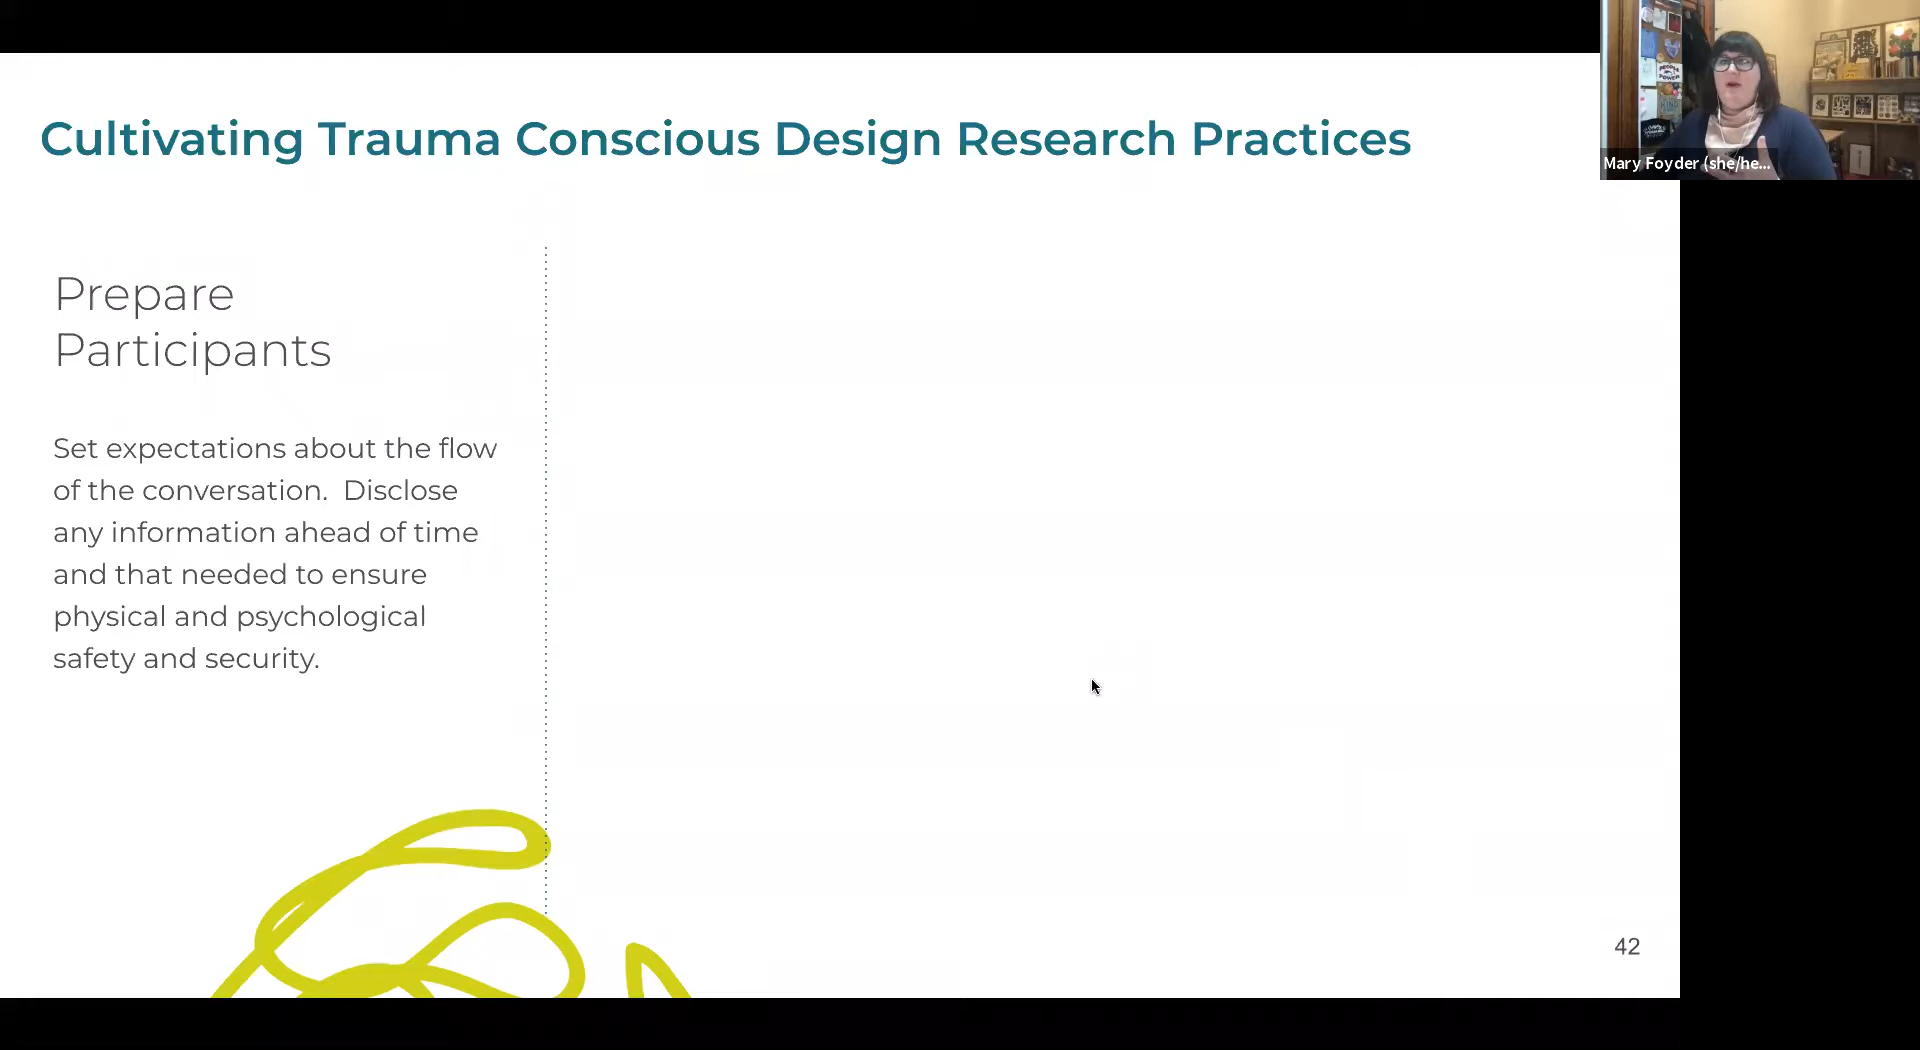 Cultivating Trauma Conscious Design Research Practices
Mary Foyder (she/he...
Prepare
Participants
Set expectations about the flow
of the conversation.  Disclose
any information ahead of time
and that needed to ensure
physical and psychological
safety and security.
42